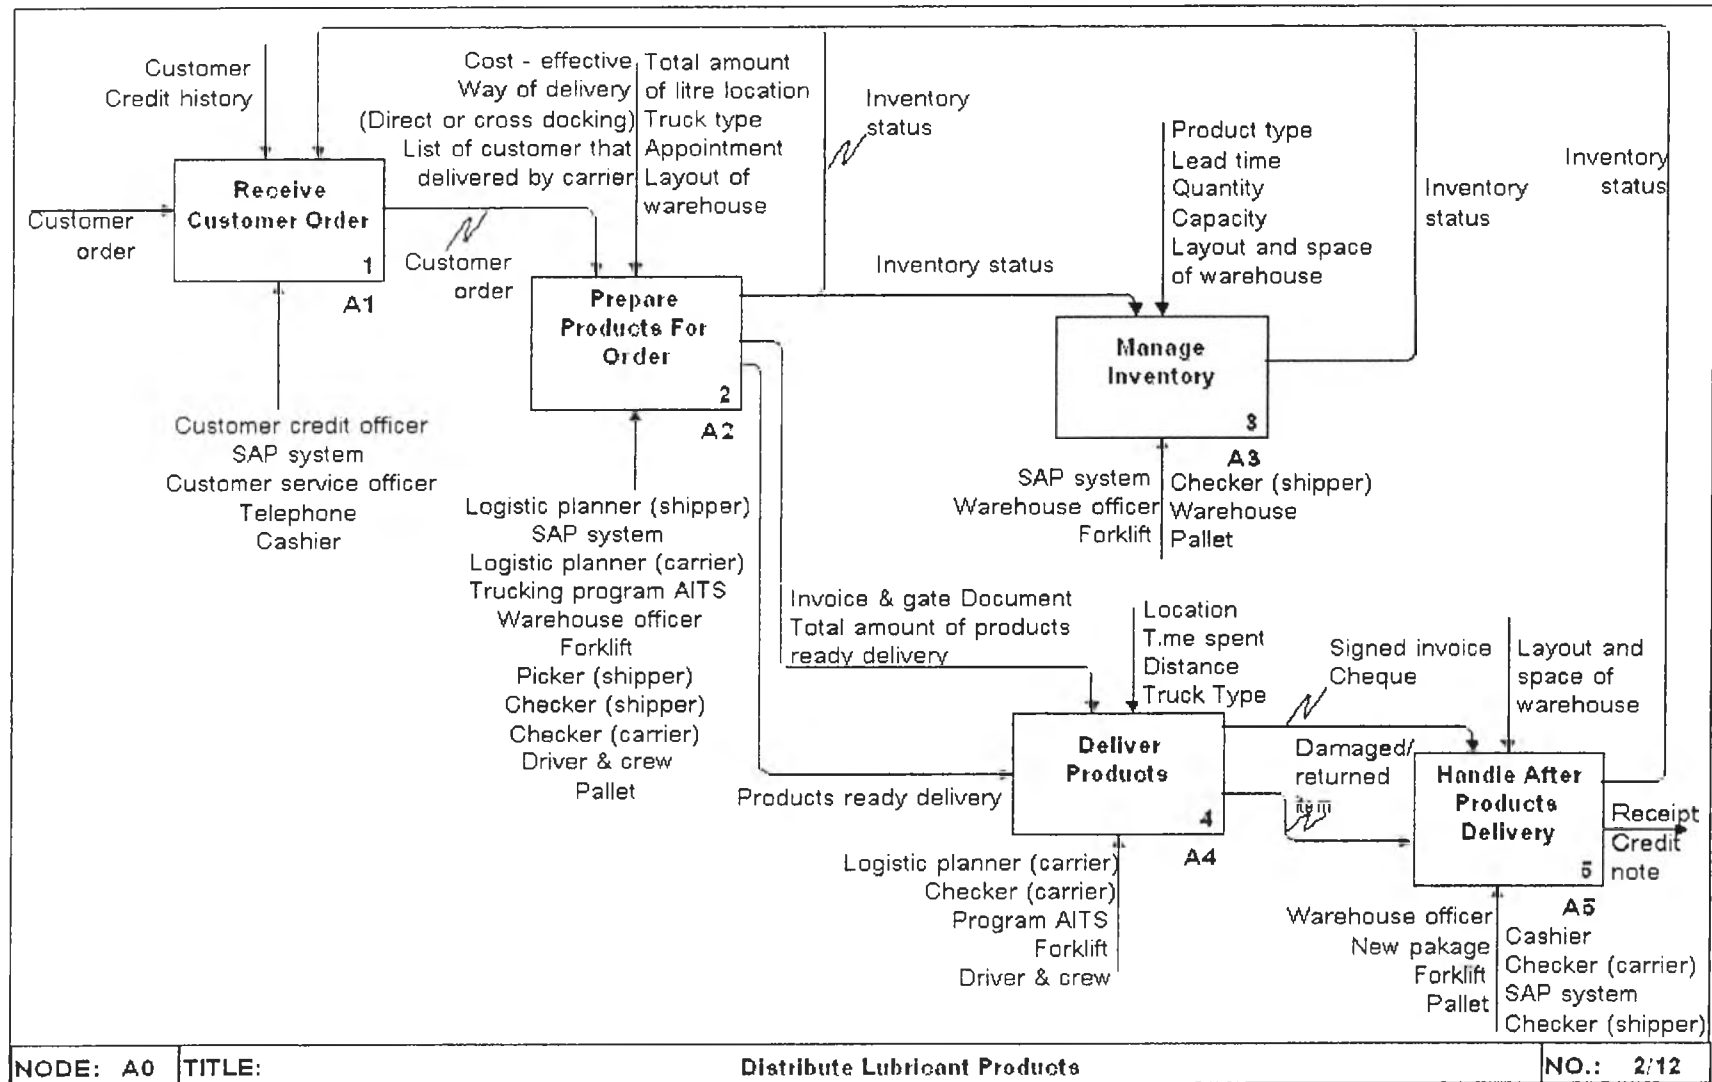 Customer
Credit history
Cost - effective
Way of delivery
(Direct or cross docking)
List of customer that
delivered by carrier
Total amount
of litre location
Truck type
Appointment
Layout of
warehouse
Inventory
status
Product type
Lead time
Quantity
Capacity
Layout and space
of warehouse
Inventory
status
Inventory
status
Receive
Customer Order
1
A1
Customer
order
Customer
order
Inventory status
Prepare
Products For
Order
2
A2
Manage
Inventory
3
A3
Customer credit officer
SAP system
Customer service officer
Telephone
Cashier
Logistic planner (shipper)
SAP system
Logistic planner (carrier)
Trucking program AITS
Warehouse officer
Forklift
Picker (shipper)
Checker (shipper)
Checker (carrier)
Driver & crew
Pallet
SAP system
Warehouse officer
Forklift
Checker (shipper)
Warehouse
Pallet
Invoice & gate Document
Total amount of products
ready delivery
Location
T.me spent
Distance
Truck Type
Signed invoice
Cheque
Layout and
space of
warehouse
Products ready delivery
Deliver
Products
4
A4
Damaged/
returned
item
Handle After
Products
Delivery
5
A5
Receipt
Credit
note
Logistic planner (carrier)
Checker (carrier)
Program AITS
Forklift
Driver & crew
Warehouse officer
New pakage
Forklift
Pallet
Cashier
Checker (carrier)
SAP system
Checker (shipper)
NODE: A0
TITLE:
Distribute Lubricant Products
NO.: 2/12